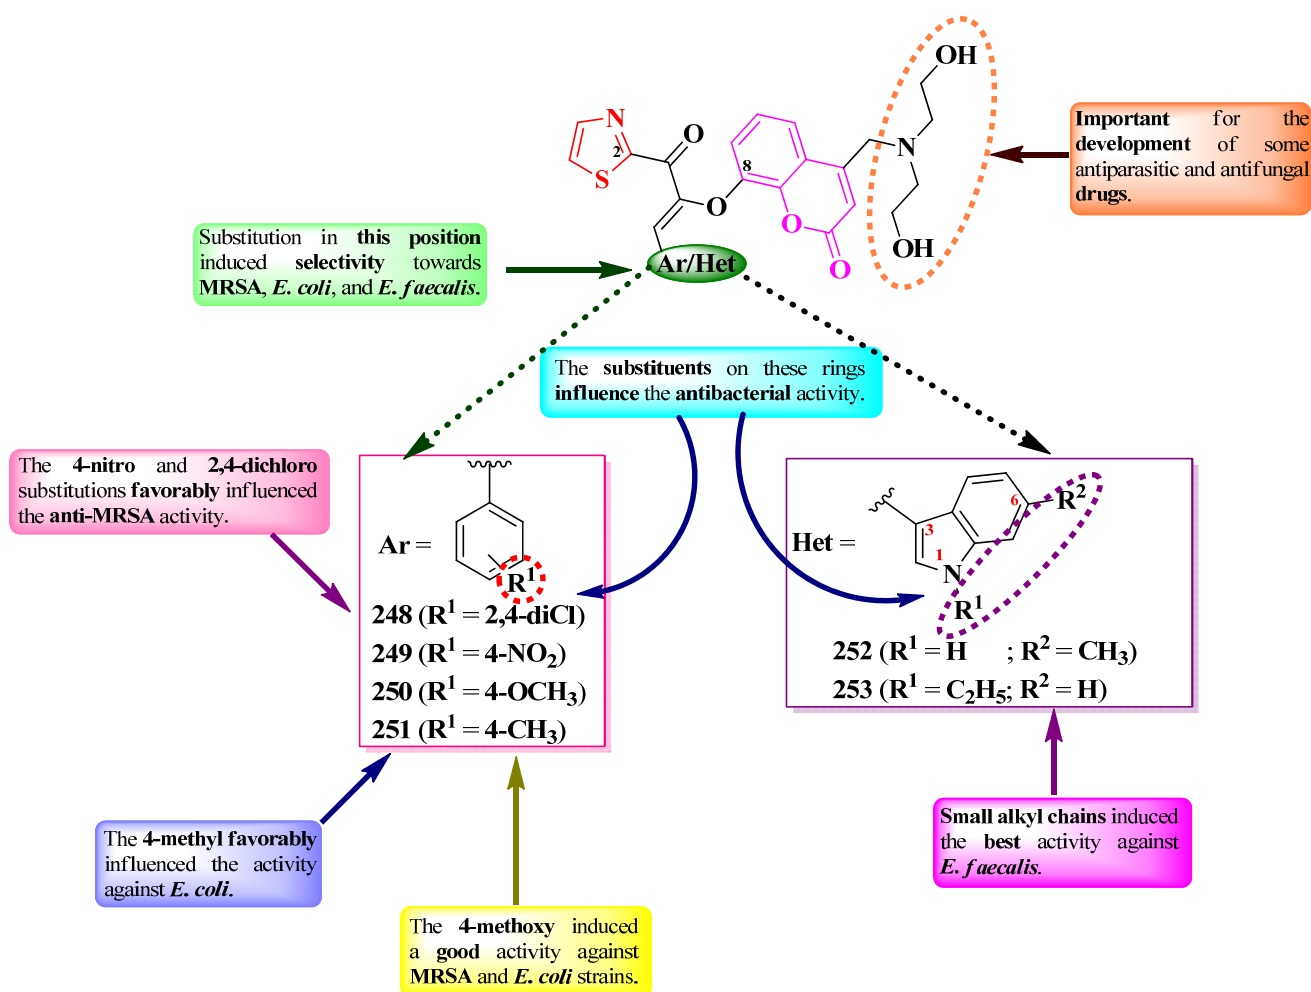 OH
N
O
2
S
8
O
N
O
O
OH
Important for the
development of some
antiparasitic and antifungal
drugs.
Substitution in this position
induced selectivity towards
MRSA, E. coli, and E. faecalis.
Ar/Het
The substituents on these rings
influence the antibacterial activity.
The 4-nitro and 2,4-dichloro
substitutions favorably influenced
the anti-MRSA activity.
Ar =
R¹
248 (R¹ = 2,4-diCl)
249 (R¹ = 4-NO₂)
250 (R¹ = 4-OCH₃)
251 (R¹ = 4-CH₃)
Het =
6
R²
3
1
N
R¹
252 (R¹ = H ; R² = CH₃)
253 (R¹ = C₂H₅; R² = H)
The 4-methyl favorably
influenced the activity
against E. coli.
The 4-methoxy induced
a good activity against
MRSA and E. coli strains.
Small alkyl chains induced
the best activity against
E. faecalis.